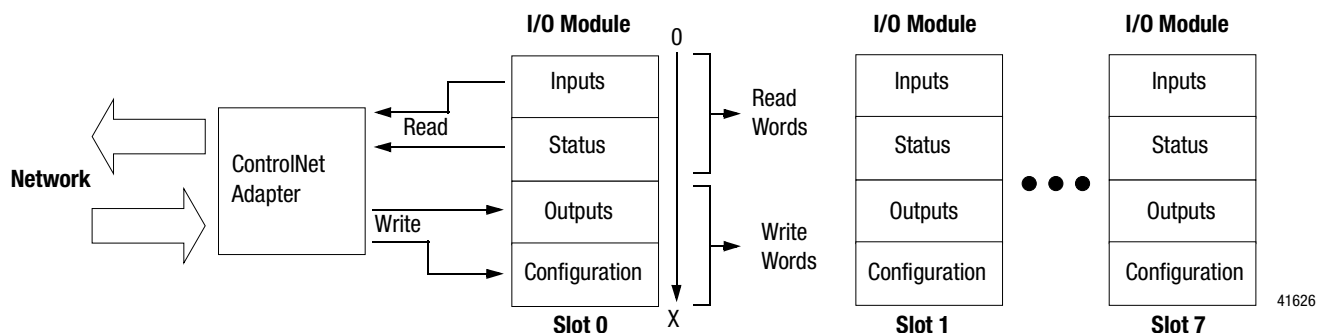 I/O Module
0
I/O Module
I/O Module
Inputs
Inputs
Inputs
Read
Read
Words
ControlNet
Adapter
Status
Status
Status
Network
Write
Outputs
Outputs
Outputs
Write
Words
Configuration
Configuration
Configuration
41626
Slot 0
X
Slot 1
Slot 7